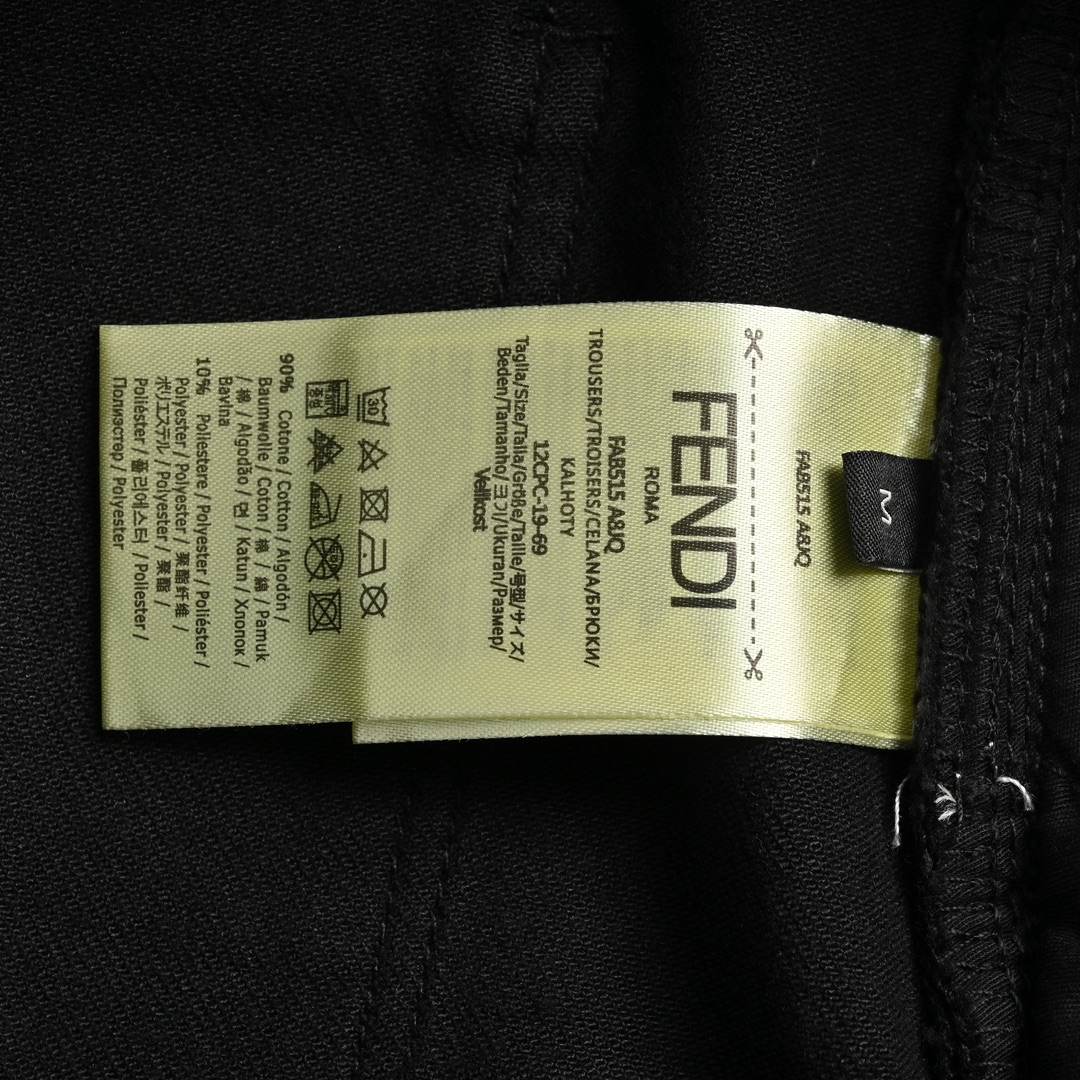 M
FAB515 A8JQ
FENDI
ROMA
FAB515 A8JQ
TROUSERS/TROISERS/CELANA/БРЮКИ/
KALHOTY
12CPC-19-69
Taglia/Size/Talla/Größe/Taille/号型/サイズ/
Beden/Tamanho/크기/Ukuran/Размер/
Velikost
30
90% Cotone / Cotton / Algodón /
Baumwolle / Coton / 棉 / 綿 / Pamuk
/ 棉 / Algodão / 면 / Katun / Хлопок /
Bavlna
10% Poliestere / Polyester / Poliéster /
Polyester / Polyester / 聚酯纤维 /
ポリエステル / Polyester / 聚酯 /
Poliéster / 폴리에스터 / Poliester /
Полиэстер / Polyester